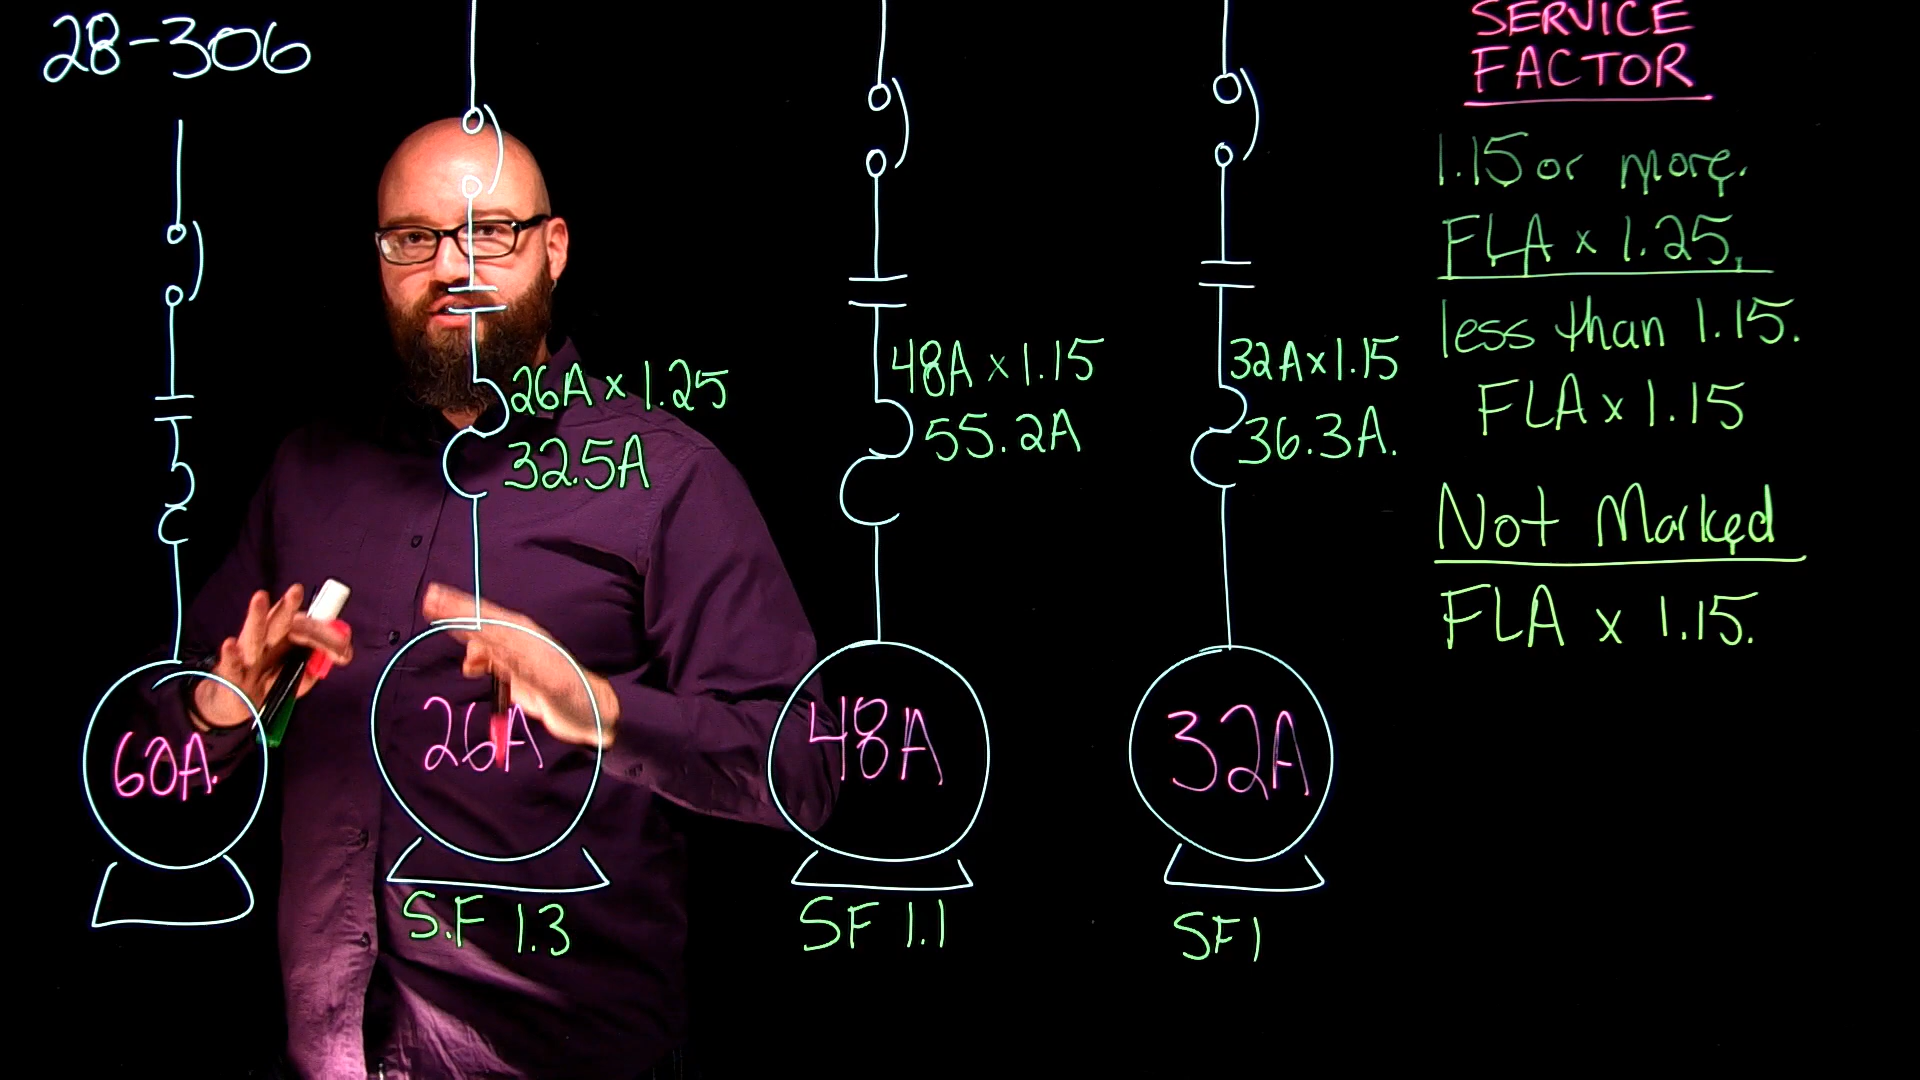 28-306
SERVICE
FACTOR
1.15 or more.
FLA x 1.25.
less than 1.15.
FLA x 1.15
Not Marked
FLA x 1.15.
26A x 1.25
32.5A
48A x 1.15
55.2A
32A x 1.15
36.3A.
60A.
26A
48A
32A
S.F 1.3
SF 1.1
SF 1